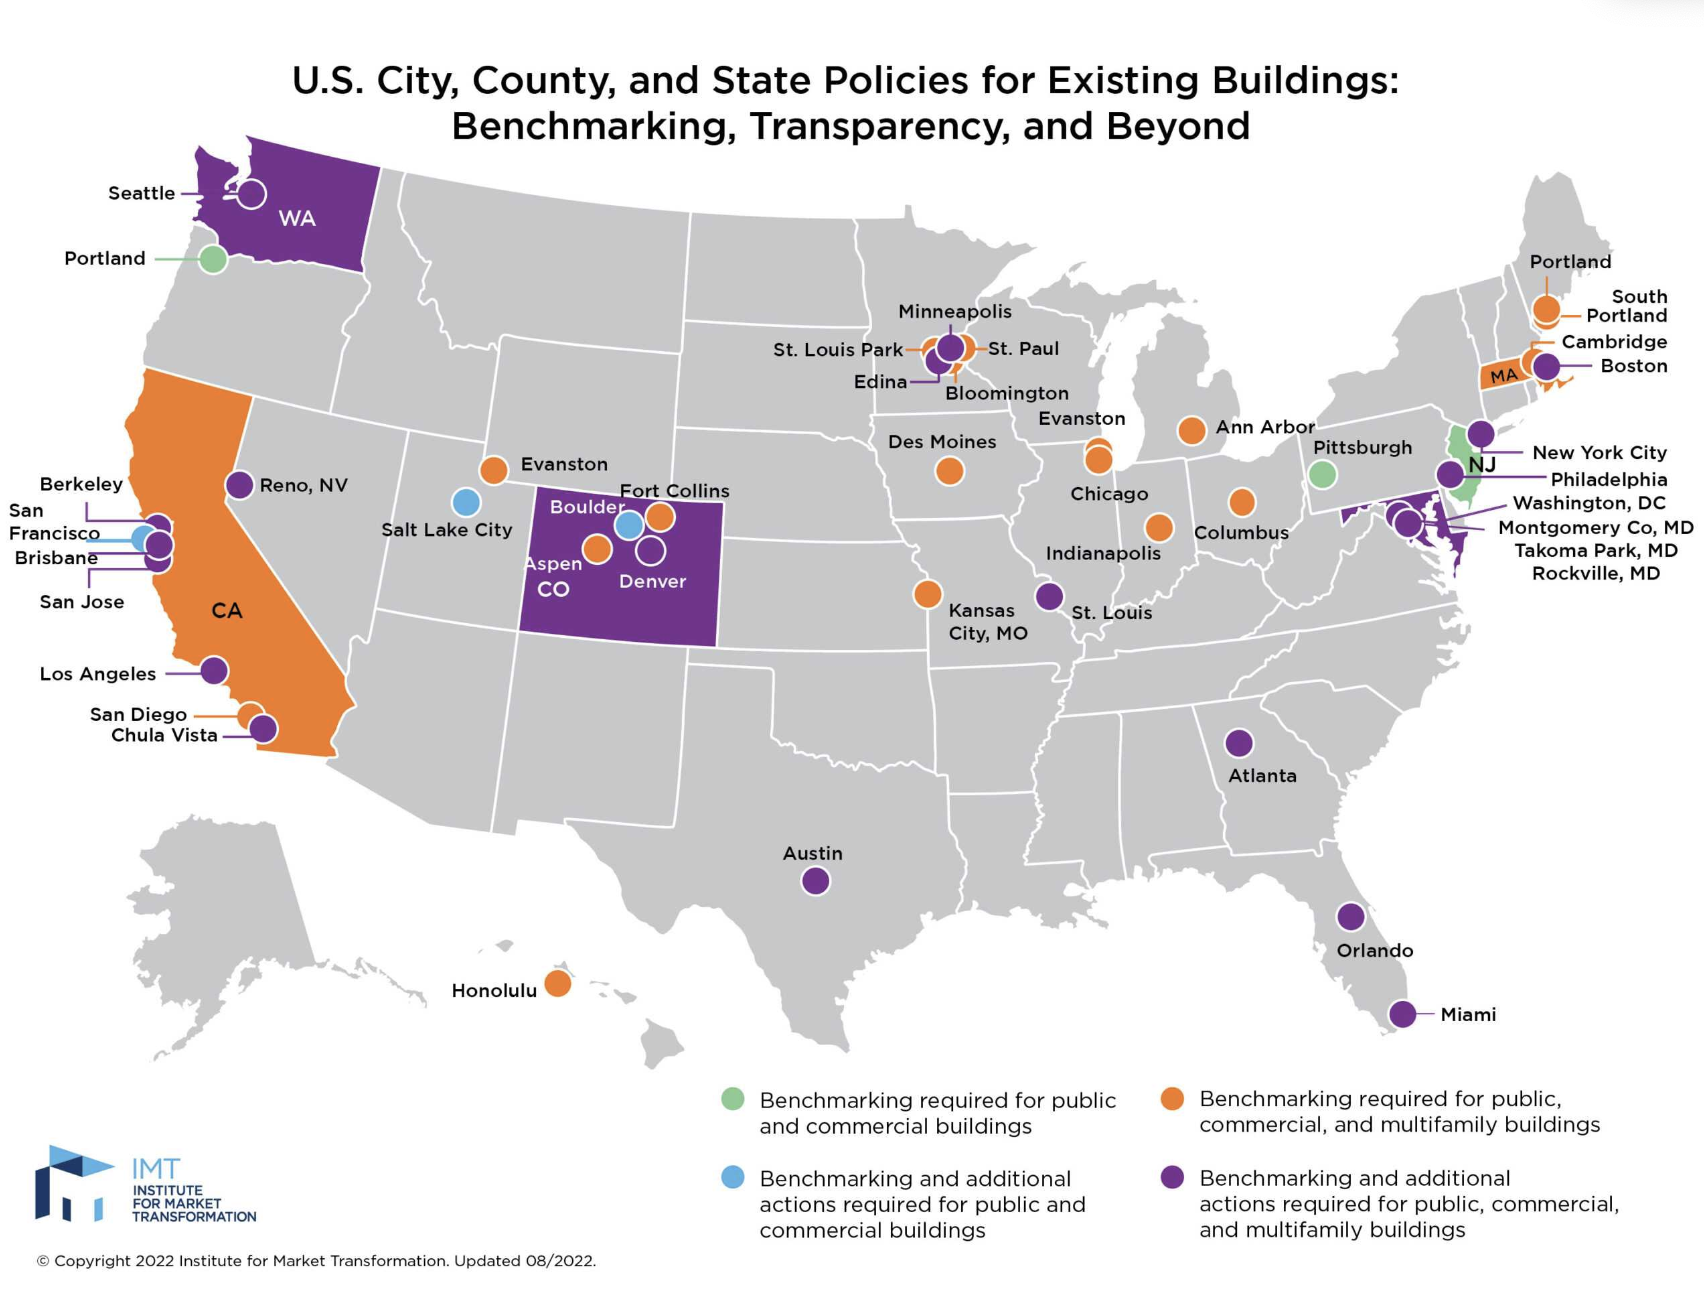 U.S. City, County, and State Policies for Existing Buildings:
Benchmarking, Transparency, and Beyond
Seattle
WA
Portland
Portland
South
Portland
Cambridge
Boston
MA
Minneapolis
St. Louis Park
St. Paul
Edina
Bloomington
Evanston
Ann Arbor
Des Moines
Pittsburgh
NJ
New York City
Philadelphia
Washington, DC
Montgomery Co, MD
Takoma Park, MD
Rockville, MD
Chicago
Columbus
Indianapolis
Evanston
Fort Collins
Boulder
Salt Lake City
Aspen
CO
Denver
Berkeley
Reno, NV
San
Francisco
Brisbane
San Jose
CA
Kansas
City, MO
St. Louis
Los Angeles
San Diego
Chula Vista
Atlanta
Austin
Orlando
Honolulu
Miami
Benchmarking required for public
and commercial buildings
Benchmarking required for public,
commercial, and multifamily buildings
Benchmarking and additional
actions required for public and
commercial buildings
Benchmarking and additional
actions required for public, commercial,
and multifamily buildings
IMT
INSTITUTE
FOR MARKET
TRANSFORMATION
© Copyright 2022 Institute for Market Transformation. Updated 08/2022.